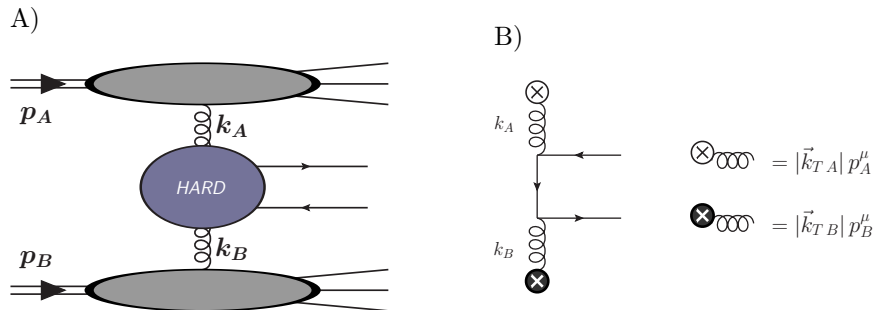 A)
p_A
k_A
HARD
k_B
p_B
B)
k_A
k_B
= |\vec{k}_{T A}| p_A^μ
= |\vec{k}_{T B}| p_B^μ